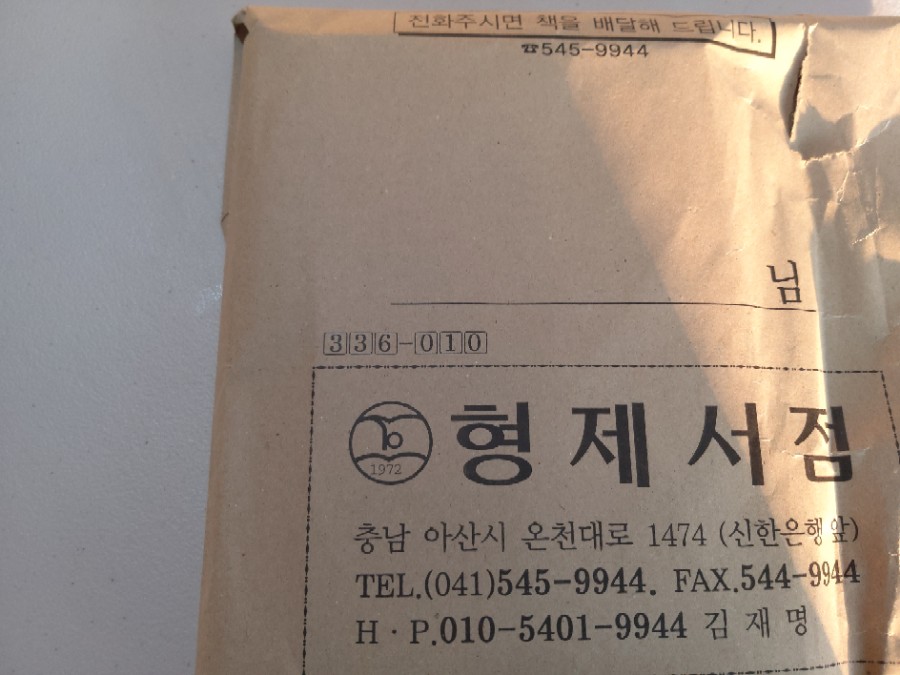 전화주시면 책을 배달해 드립니다.
☎545-9944
님
336-010
b
1972
형제서점
충남 아산시 온천대로 1474 (신한은행앞)
TEL.(041)545-9944. FAX.544-9944
H·P.010-5401-9944 김재명